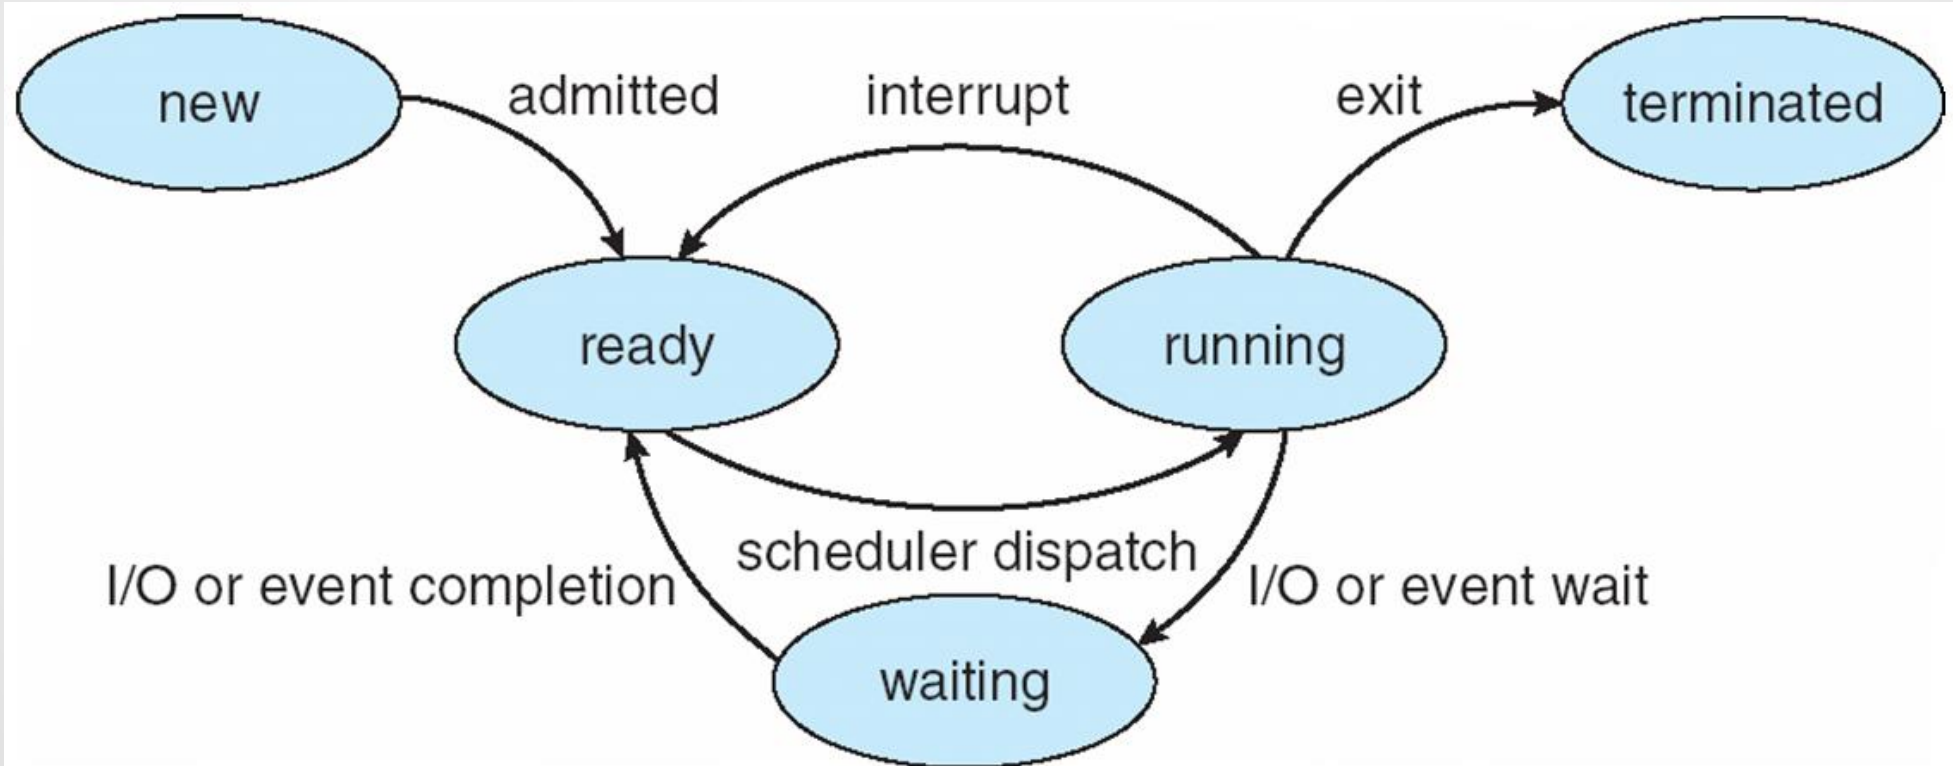 new
admitted
interrupt
exit
terminated
ready
running
scheduler dispatch
I/O or event completion
I/O or event wait
waiting